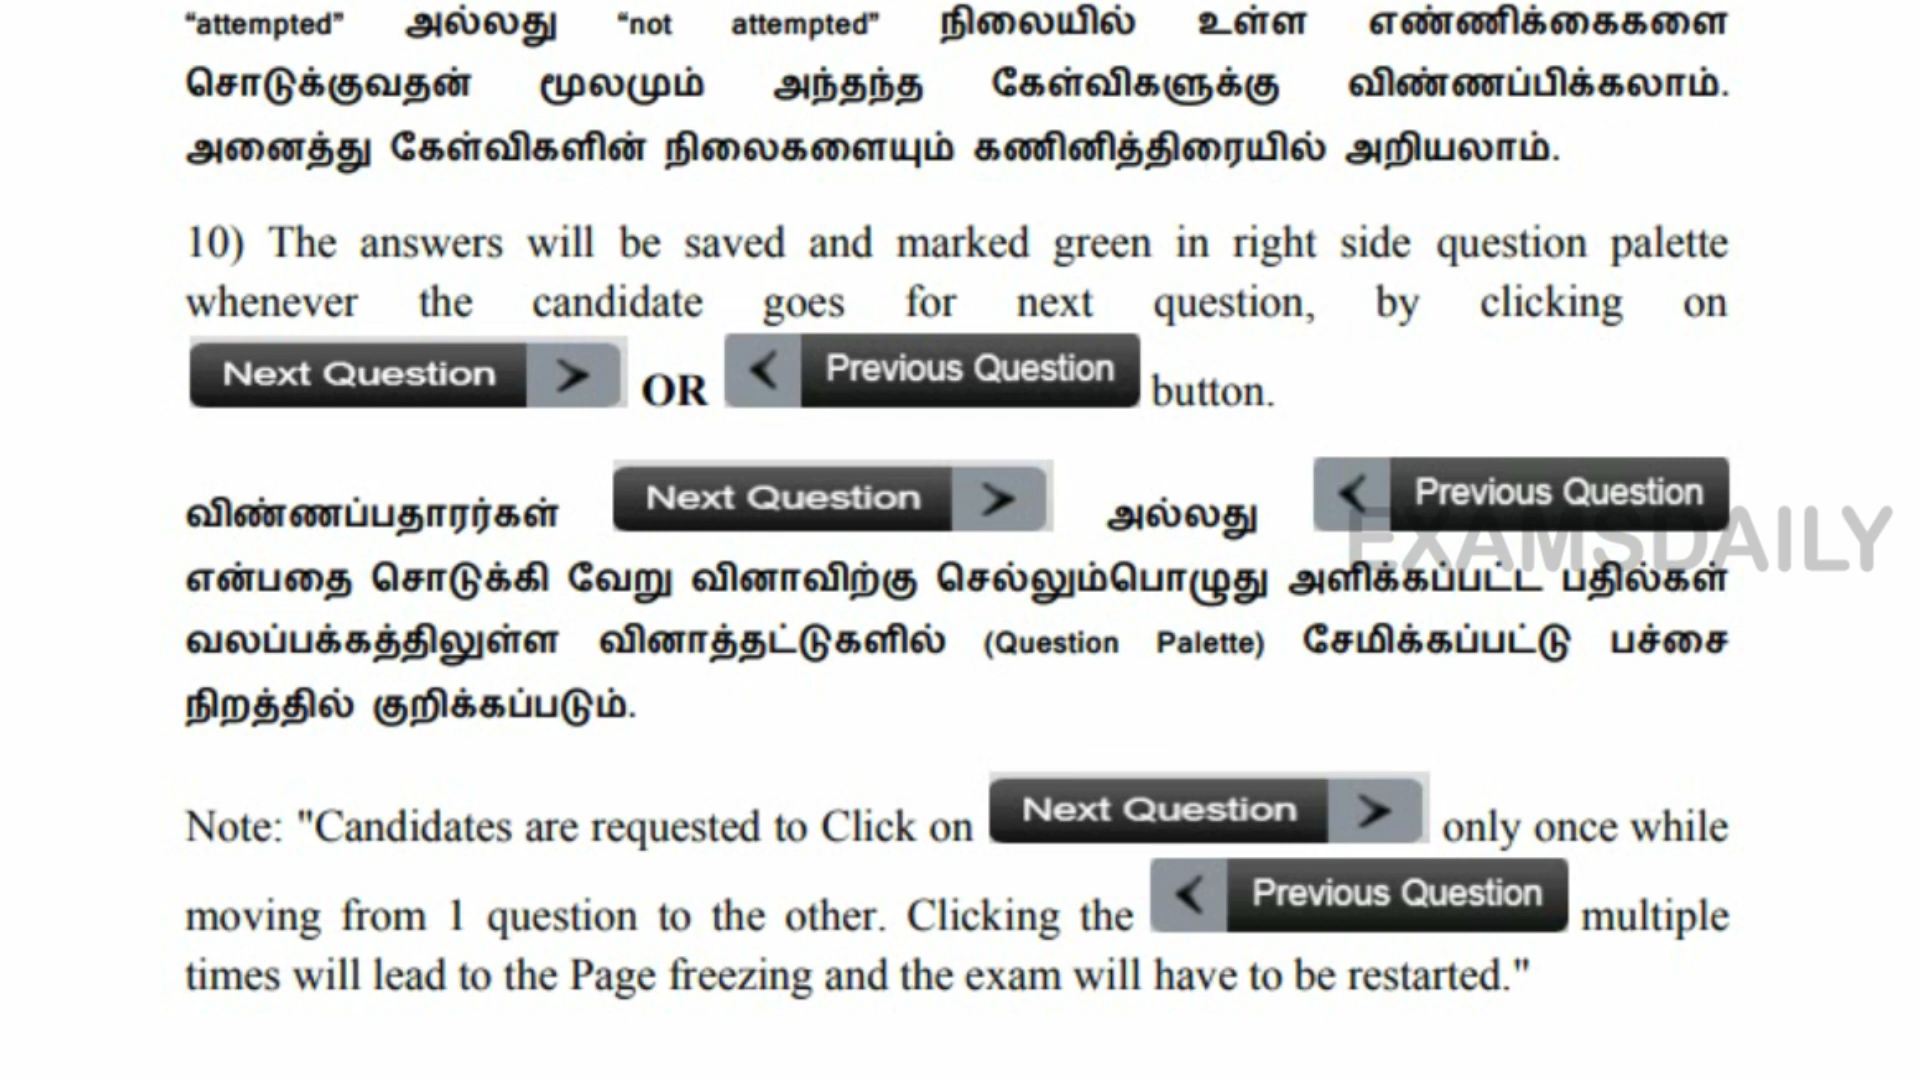 “attempted” அல்லது “not attempted” நிலையில் உள்ள எண்ணிக்கைகளை
சொடுக்குவதன் மூலமும் அந்தந்த கேள்விகளுக்கு விண்ணப்பிக்கலாம்.
அனைத்து கேள்விகளின் நிலைகளையும் கணினித்திரையில் அறியலாம்.
10) The answers will be saved and marked green in right side question palette
whenever the candidate goes for next question, by clicking on
Next Question > OR < Previous Question button.
விண்ணப்பதாரர்கள் Next Question > அல்லது < Previous Question
EXAMSDAILY
என்பதை சொடுக்கி வேறு வினாவிற்கு செல்லும்பொழுது அளிக்கப்பட்ட பதில்கள்
வலப்பக்கத்திலுள்ள வினாத்தட்டுகளில் (Question Palette) சேமிக்கப்பட்டு பச்சை
நிறத்தில் குறிக்கப்படும்.
Note: "Candidates are requested to Click on Next Question > only once while
moving from 1 question to the other. Clicking the < Previous Question multiple
times will lead to the Page freezing and the exam will have to be restarted."